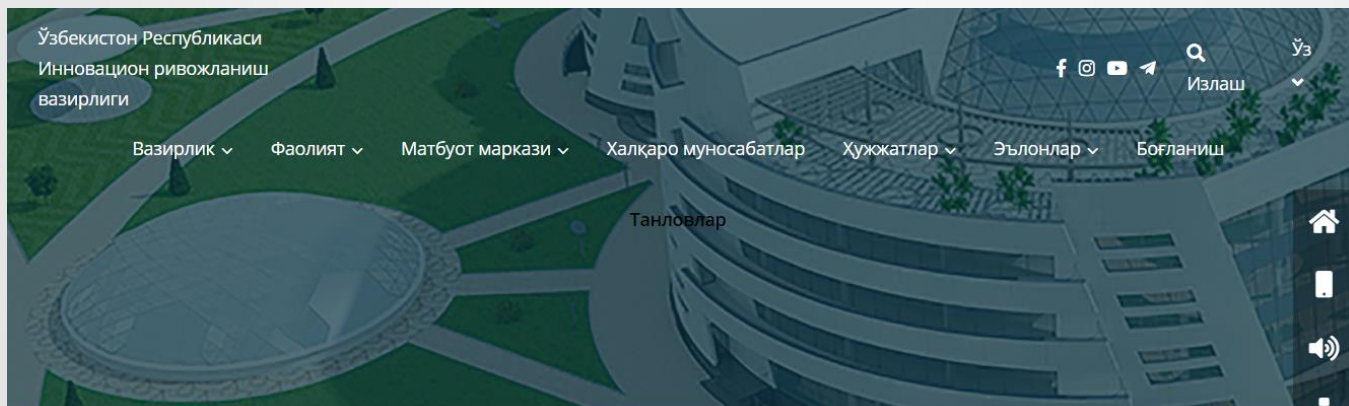 Ўзбекистон Республикаси
Инновацион ривожланиш
вазирлиги
Излаш
Ўз
Вазирлик Фаолият Матбуот маркази Халқаро муносабатлар Ҳужжатлар Эълонлар Боғланиш
Танловлар